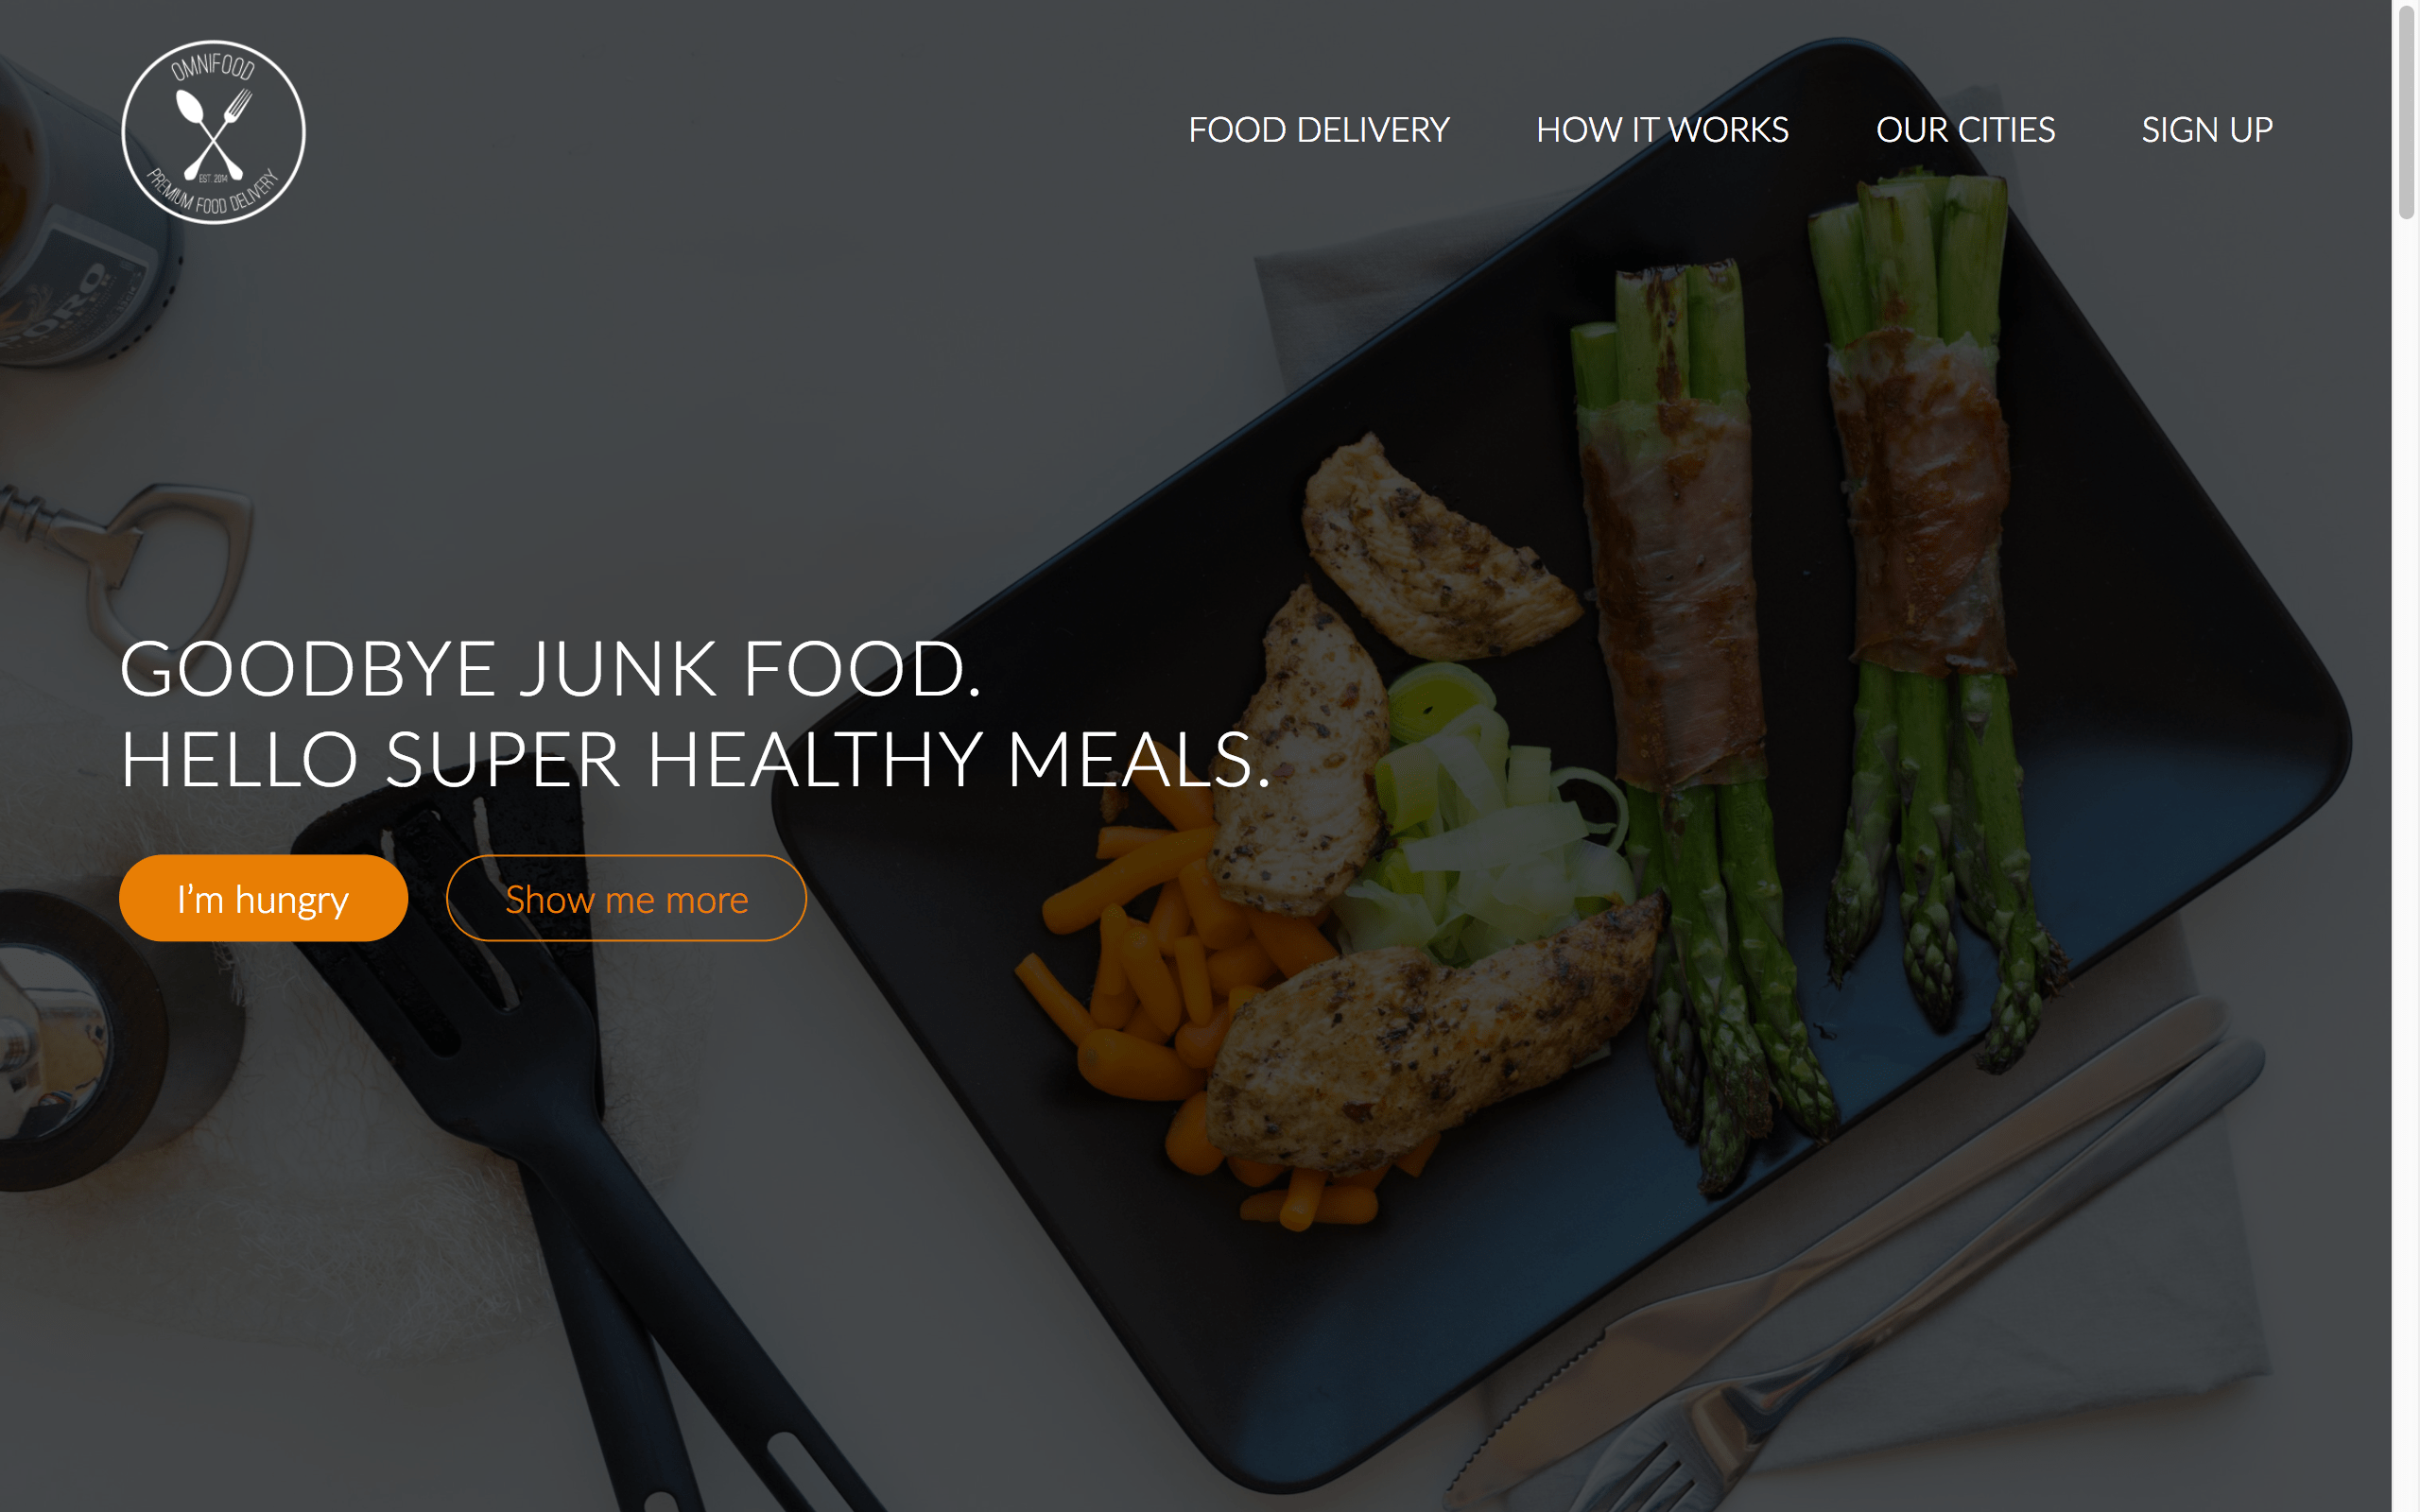 OMNIFOOD
EST. 2014
PREMIUM FOOD DELIVERY
FOOD DELIVERY
HOW IT WORKS
OUR CITIES
SIGN UP
GOODBYE JUNK FOOD.
HELLO SUPER HEALTHY MEALS.
I'm hungry
Show me more